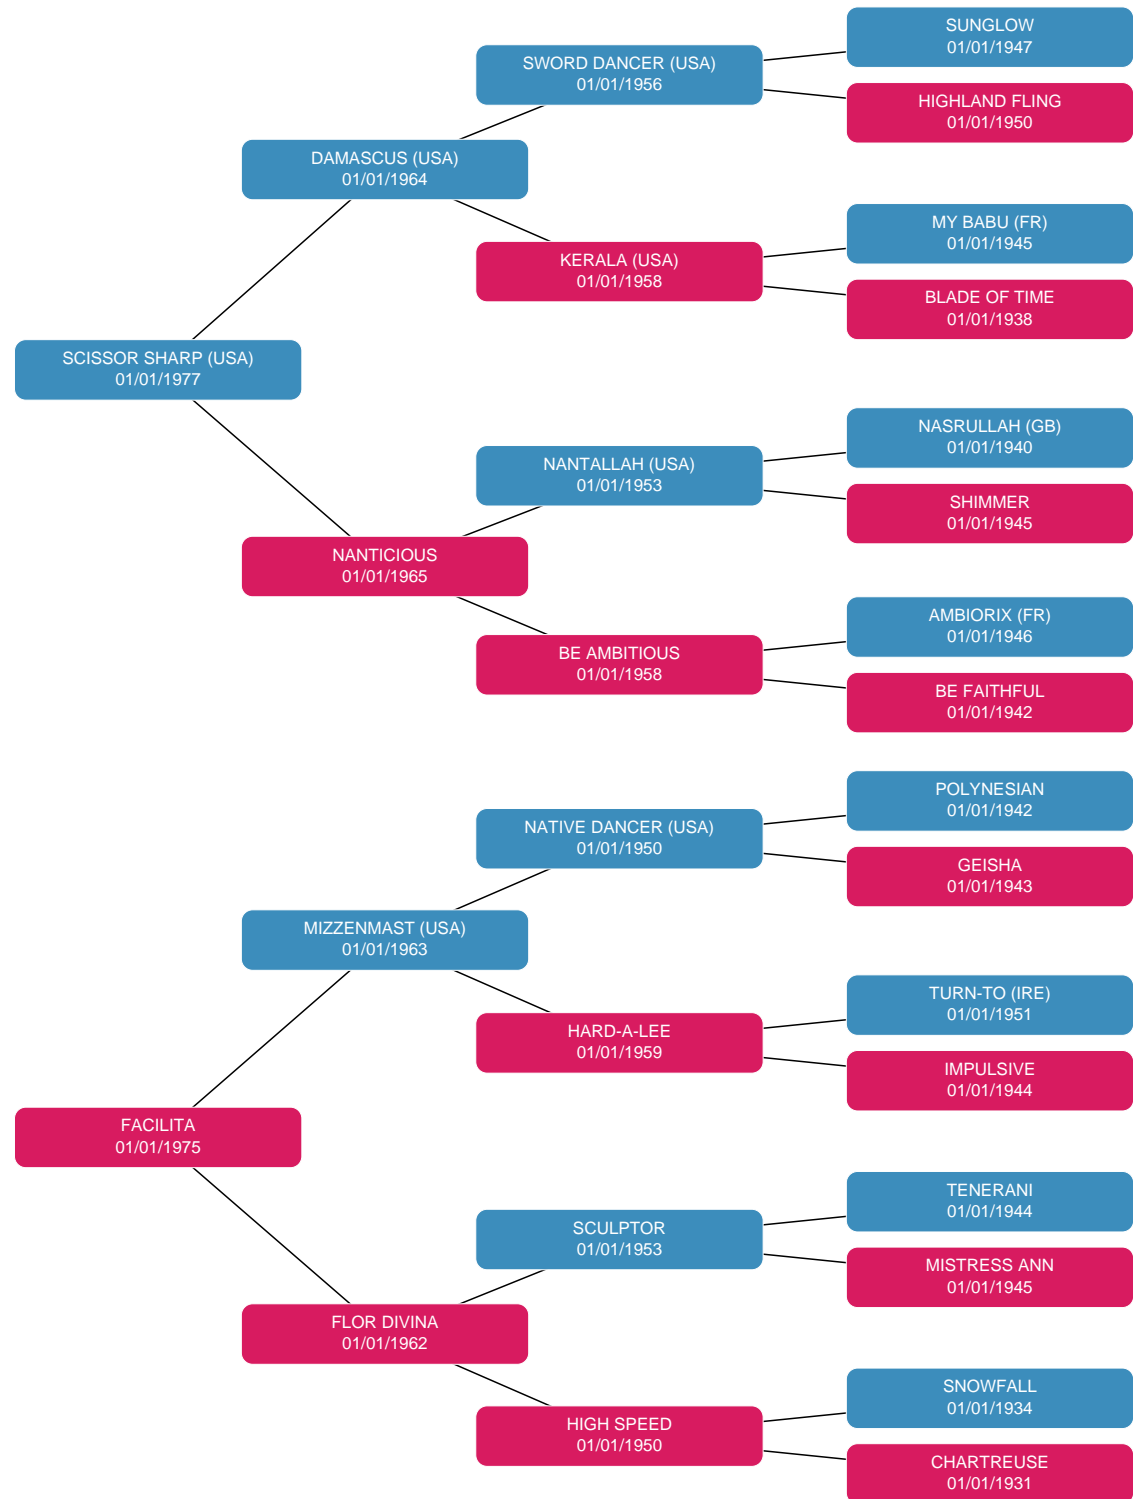 SUNGLOW
01/01/1947
SWORD DANCER (USA)
01/01/1956
HIGHLAND FLING
01/01/1950
DAMASCUS (USA)
01/01/1964
MY BABU (FR)
01/01/1945
KERALA (USA)
01/01/1958
BLADE OF TIME
01/01/1938
SCISSOR SHARP (USA)
01/01/1977
NASRULLAH (GB)
01/01/1940
NANTALLAH (USA)
01/01/1953
SHIMMER
01/01/1945
NANTICIOUS
01/01/1965
AMBIORIX (FR)
01/01/1946
BE AMBITIOUS
01/01/1958
BE FAITHFUL
01/01/1942
POLYNESIAN
01/01/1942
NATIVE DANCER (USA)
01/01/1950
GEISHA
01/01/1943
MIZZENMAST (USA)
01/01/1963
TURN-TO (IRE)
01/01/1951
HARD-A-LEE
01/01/1959
IMPULSIVE
01/01/1944
FACILITA
01/01/1975
TENERANI
01/01/1944
SCULPTOR
01/01/1953
MISTRESS ANN
01/01/1945
FLOR DIVINA
01/01/1962
SNOWFALL
01/01/1934
HIGH SPEED
01/01/1950
CHARTREUSE
01/01/1931